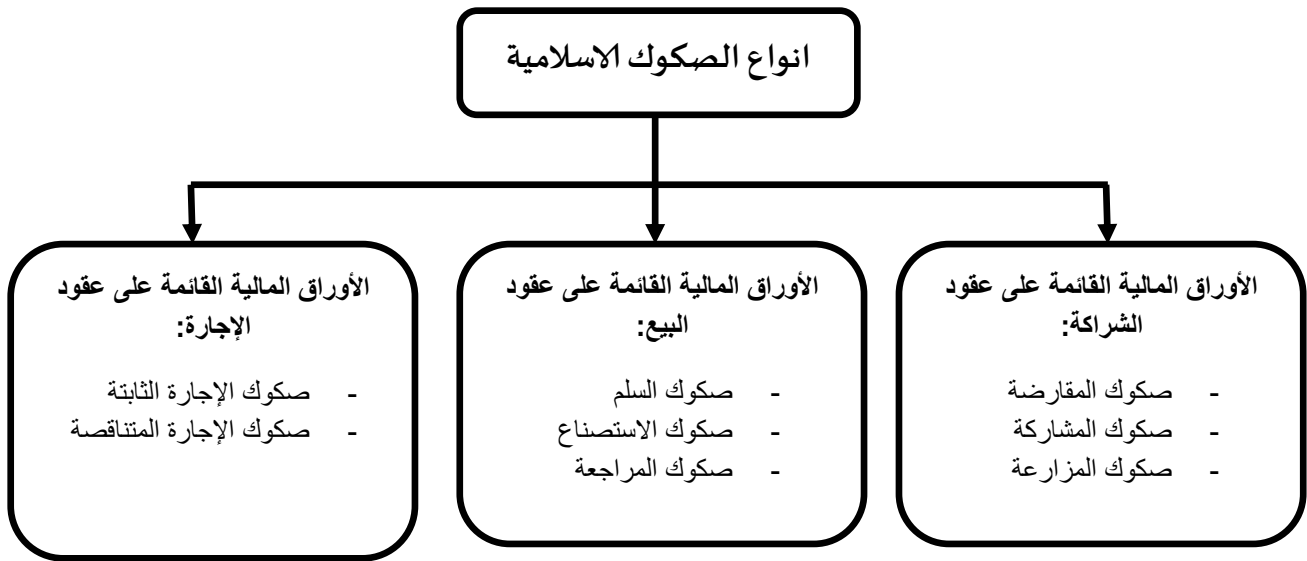 انواع الصكوك الاسلامية
الأوراق المالية القائمة على عقود
الشراكة:
- صكوك المقارضة
- صكوك المشاركة
- صكوك المزارعة
الأوراق المالية القائمة على عقود
البيع:
- صكوك السلم
- صكوك الاستصناع
- صكوك المراجعة
الأوراق المالية القائمة على عقود
الإجارة:
- صكوك الإجارة الثابتة
- صكوك الإجارة المتناقصة